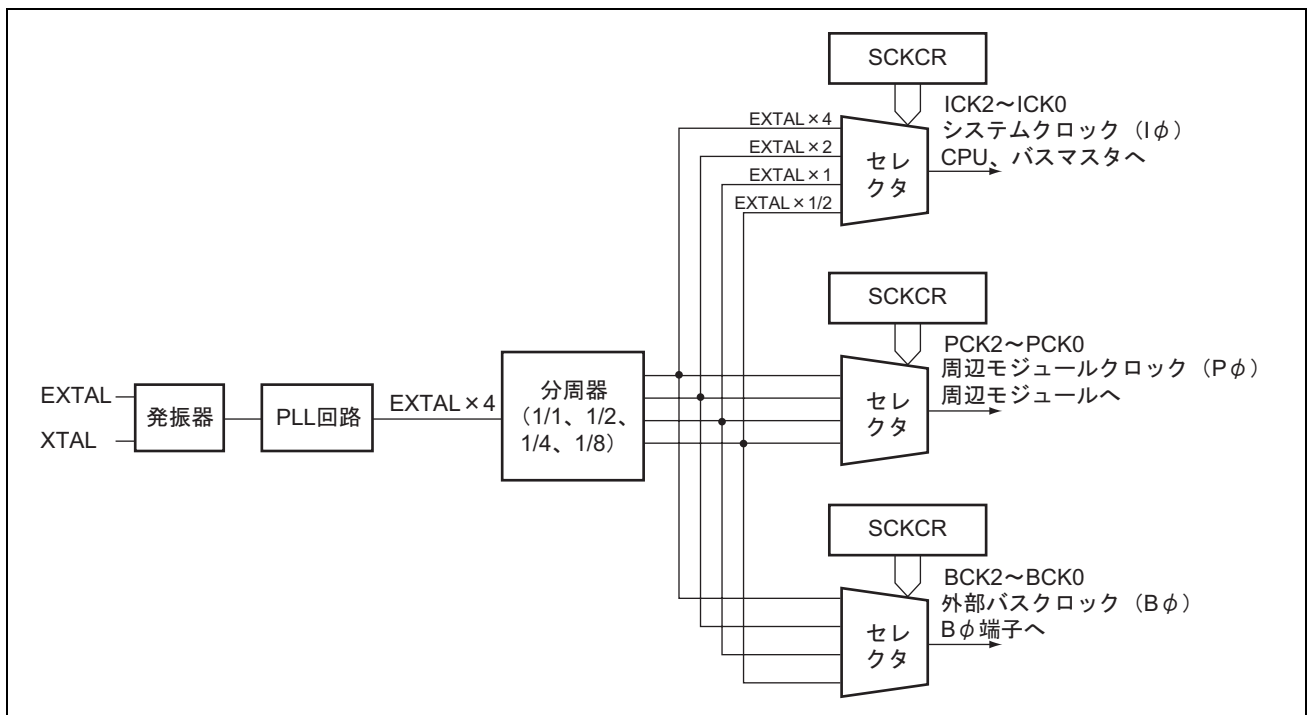 SCKCR
ICK2～ICK0
システムクロック（Iφ）
CPU、バスマスタへ
EXTAL×4
EXTAL×2
EXTAL×1
EXTAL×1/2
セレ
クタ
SCKCR
PCK2～PCK0
周辺モジュールクロック（Pφ）
周辺モジュールへ
セレ
クタ
EXTAL
XTAL
発振器
PLL回路
EXTAL×4
分周器
（1/1、1/2、
1/4、1/8）
SCKCR
BCK2～BCK0
外部バスクロック（Bφ）
Bφ端子へ
セレ
クタ